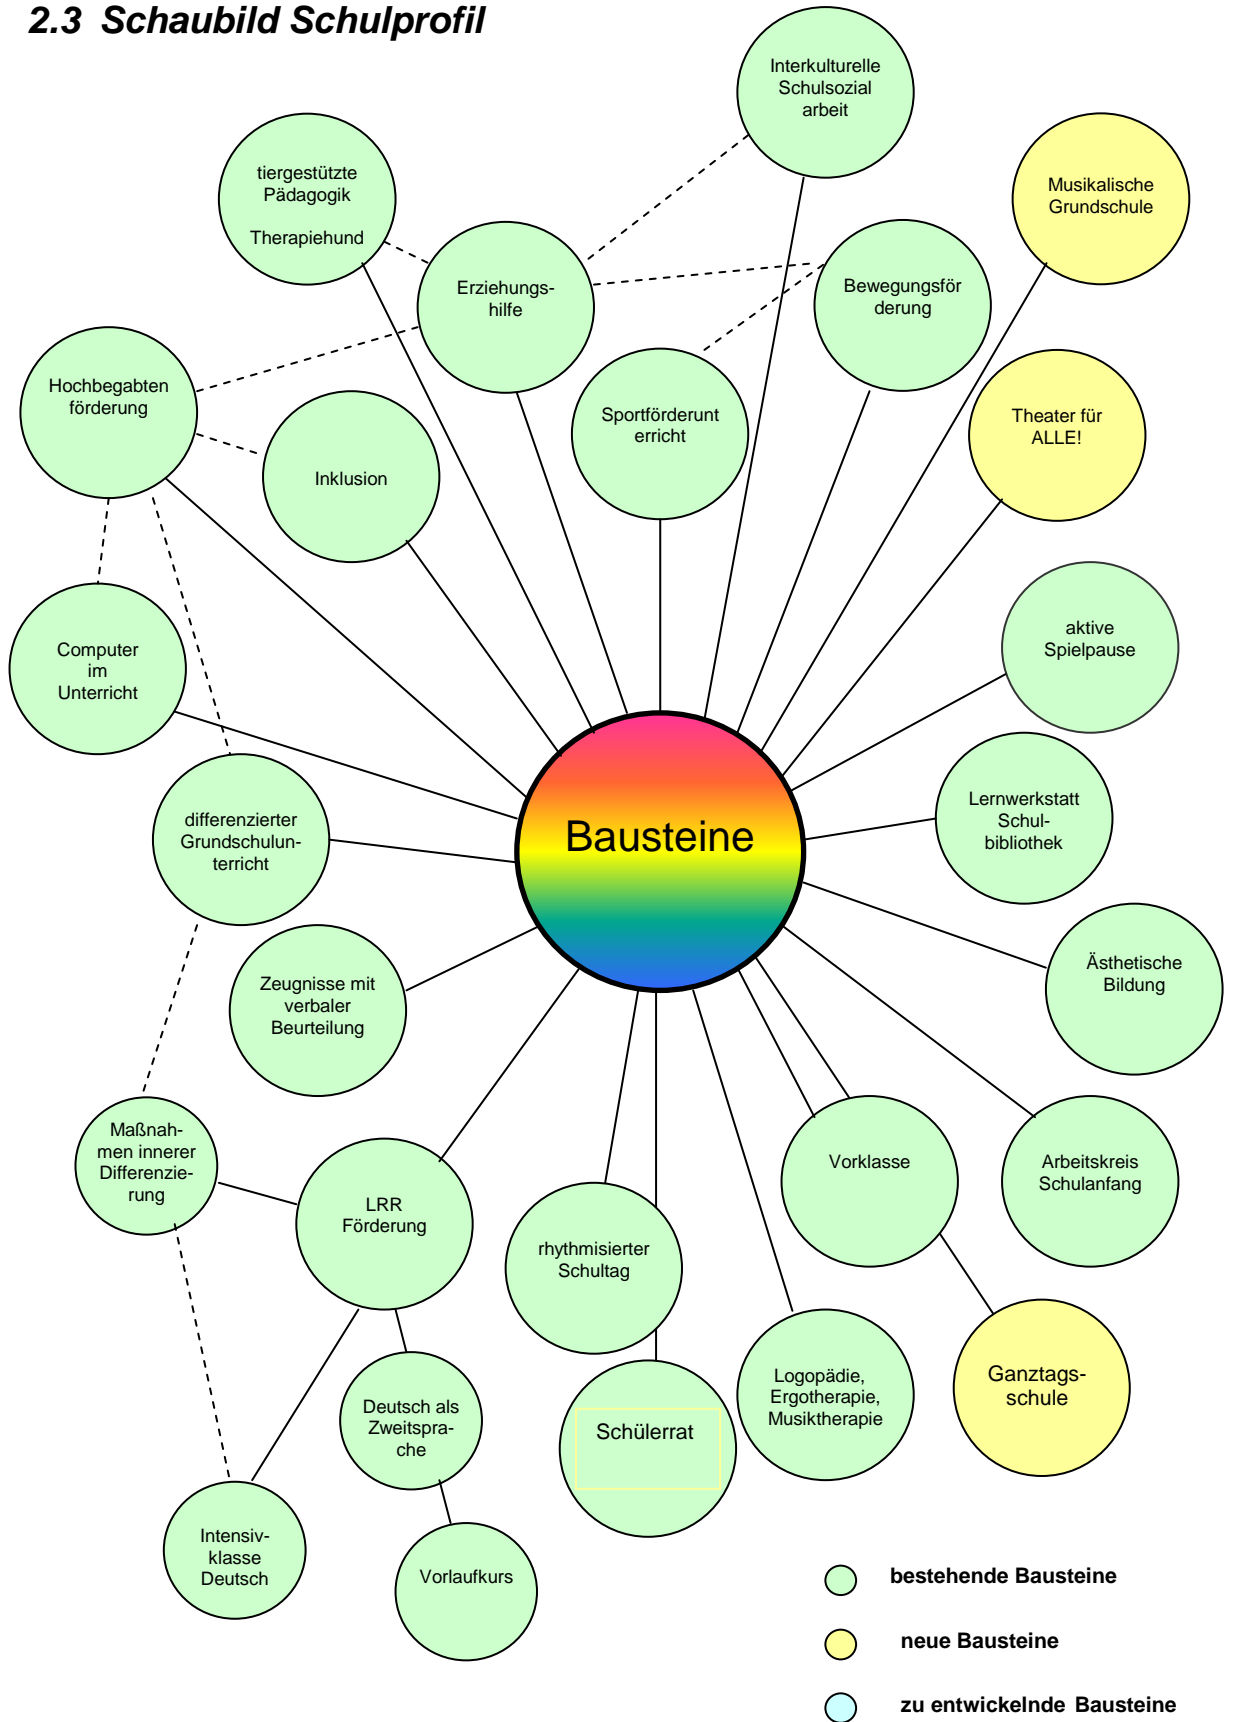 2.3 Schaubild Schulprofil
Interkulturelle
Schulsozial
arbeit
tiergestützte
Pädagogik
Therapiehund
Musikalische
Grundschule
Erziehungs-
hilfe
Bewegungsför
derung
Hochbegabten
förderung
Inklusion
Sportförderunt
erricht
Theater für
ALLE!
Computer
im
Unterricht
aktive
Spielpause
differenzierter
Grundschulun-
terricht
Bausteine
Lernwerkstatt
Schul-
bibliothek
Zeugnisse mit
verbaler
Beurteilung
Ästhetische
Bildung
Maßnah-
men innerer
Differenzie-
rung
LRR
Förderung
Vorklasse
Arbeitskreis
Schulanfang
rhythmisierter
Schultag
Deutsch als
Zweitspra-
che
Schülerrat
Logopädie,
Ergotherapie,
Musiktherapie
Ganztags-
schule
Intensiv-
klasse
Deutsch
Vorlaufkurs
bestehende Bausteine
neue Bausteine
zu entwickelnde Bausteine